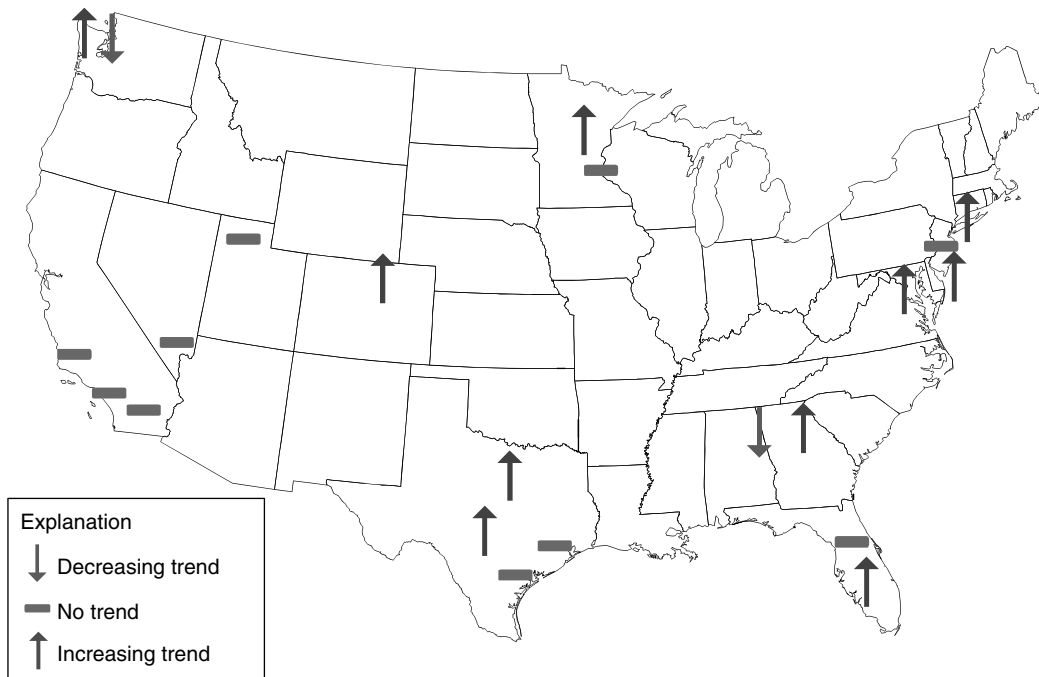 Explanation
Decreasing trend
No trend
Increasing trend